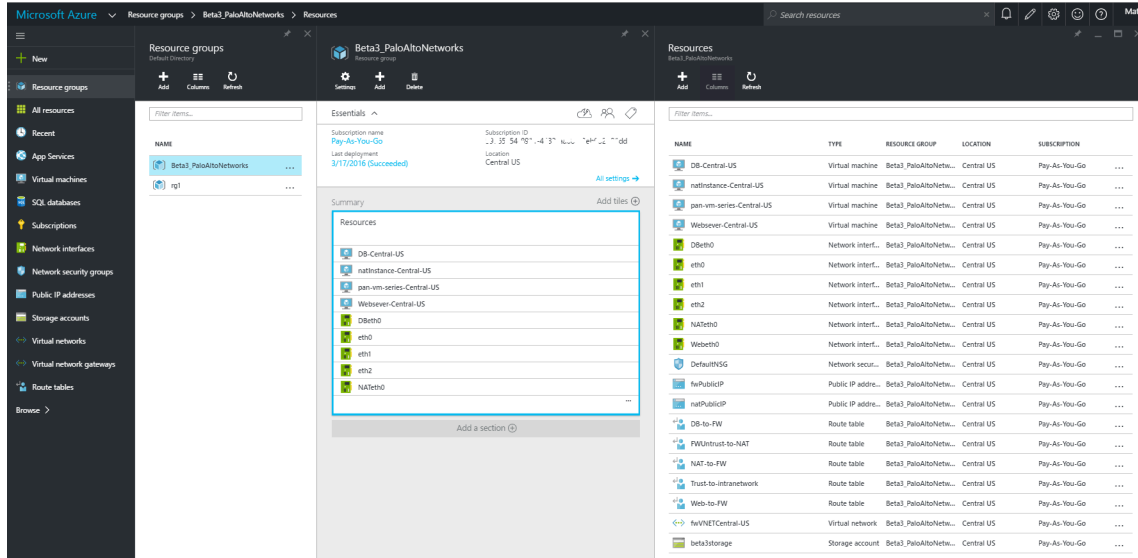 Microsoft Azure Resource groups > Beta3_PaloAltoNetworks > Resources
Search resources
Mat
New
Resource groups
All resources
Recent
App Services
Virtual machines
SQL databases
Subscriptions
Network interfaces
Network security groups
Public IP addresses
Storage accounts
Virtual networks
Virtual network gateways
Route tables
Browse >
Resource groups
Default Directory
Add Columns Refresh
Filter items...
NAME
Beta3_PaloAltoNetworks ...
rg1 ...
Beta3_PaloAltoNetworks
Resource group
Settings Add Delete
Essentials
Subscription name Subscription ID
Pay-As-You-Go
Last deployment Location
3/17/2016 (Succeeded) Central US
All settings
Summary Add tiles
Resources
DB-Central-US
natInstance-Central-US
pan-vm-series-Central-US
Websever-Central-US
DBeth0
eth0
eth1
eth2
NATeth0
...
Add a section
Resources
Beta3_PaloAltoNetworks
Add Columns Refresh
Filter items...
NAME TYPE RESOURCE GROUP LOCATION SUBSCRIPTION
DB-Central-US Virtual machine Beta3_PaloAltoNetw... Central US Pay-As-You-Go ...
natInstance-Central-US Virtual machine Beta3_PaloAltoNetw... Central US Pay-As-You-Go ...
pan-vm-series-Central-US Virtual machine Beta3_PaloAltoNetw... Central US Pay-As-You-Go ...
Websever-Central-US Virtual machine Beta3_PaloAltoNetw... Central US Pay-As-You-Go ...
DBeth0 Network interf... Beta3_PaloAltoNetw... Central US Pay-As-You-Go ...
eth0 Network interf... Beta3_PaloAltoNetw... Central US Pay-As-You-Go ...
eth1 Network interf... Beta3_PaloAltoNetw... Central US Pay-As-You-Go ...
eth2 Network interf... Beta3_PaloAltoNetw... Central US Pay-As-You-Go ...
NATeth0 Network interf... Beta3_PaloAltoNetw... Central US Pay-As-You-Go ...
Webeth0 Network interf... Beta3_PaloAltoNetw... Central US Pay-As-You-Go ...
DefaultNSG Network secur... Beta3_PaloAltoNetw... Central US Pay-As-You-Go ...
fwPublicIP Public IP addre... Beta3_PaloAltoNetw... Central US Pay-As-You-Go ...
natPublicIP Public IP addre... Beta3_PaloAltoNetw... Central US Pay-As-You-Go ...
DB-to-FW Route table Beta3_PaloAltoNetw... Central US Pay-As-You-Go ...
FWUntrust-to-NAT Route table Beta3_PaloAltoNetw... Central US Pay-As-You-Go ...
NAT-to-FW Route table Beta3_PaloAltoNetw... Central US Pay-As-You-Go ...
Trust-to-intranetwork Route table Beta3_PaloAltoNetw... Central US Pay-As-You-Go ...
Web-to-FW Route table Beta3_PaloAltoNetw... Central US Pay-As-You-Go ...
fwVNETCentral-US Virtual network Beta3_PaloAltoNetw... Central US Pay-As-You-Go ...
beta3storage Storage account Beta3_PaloAltoNetw... Central US Pay-As-You-Go ...